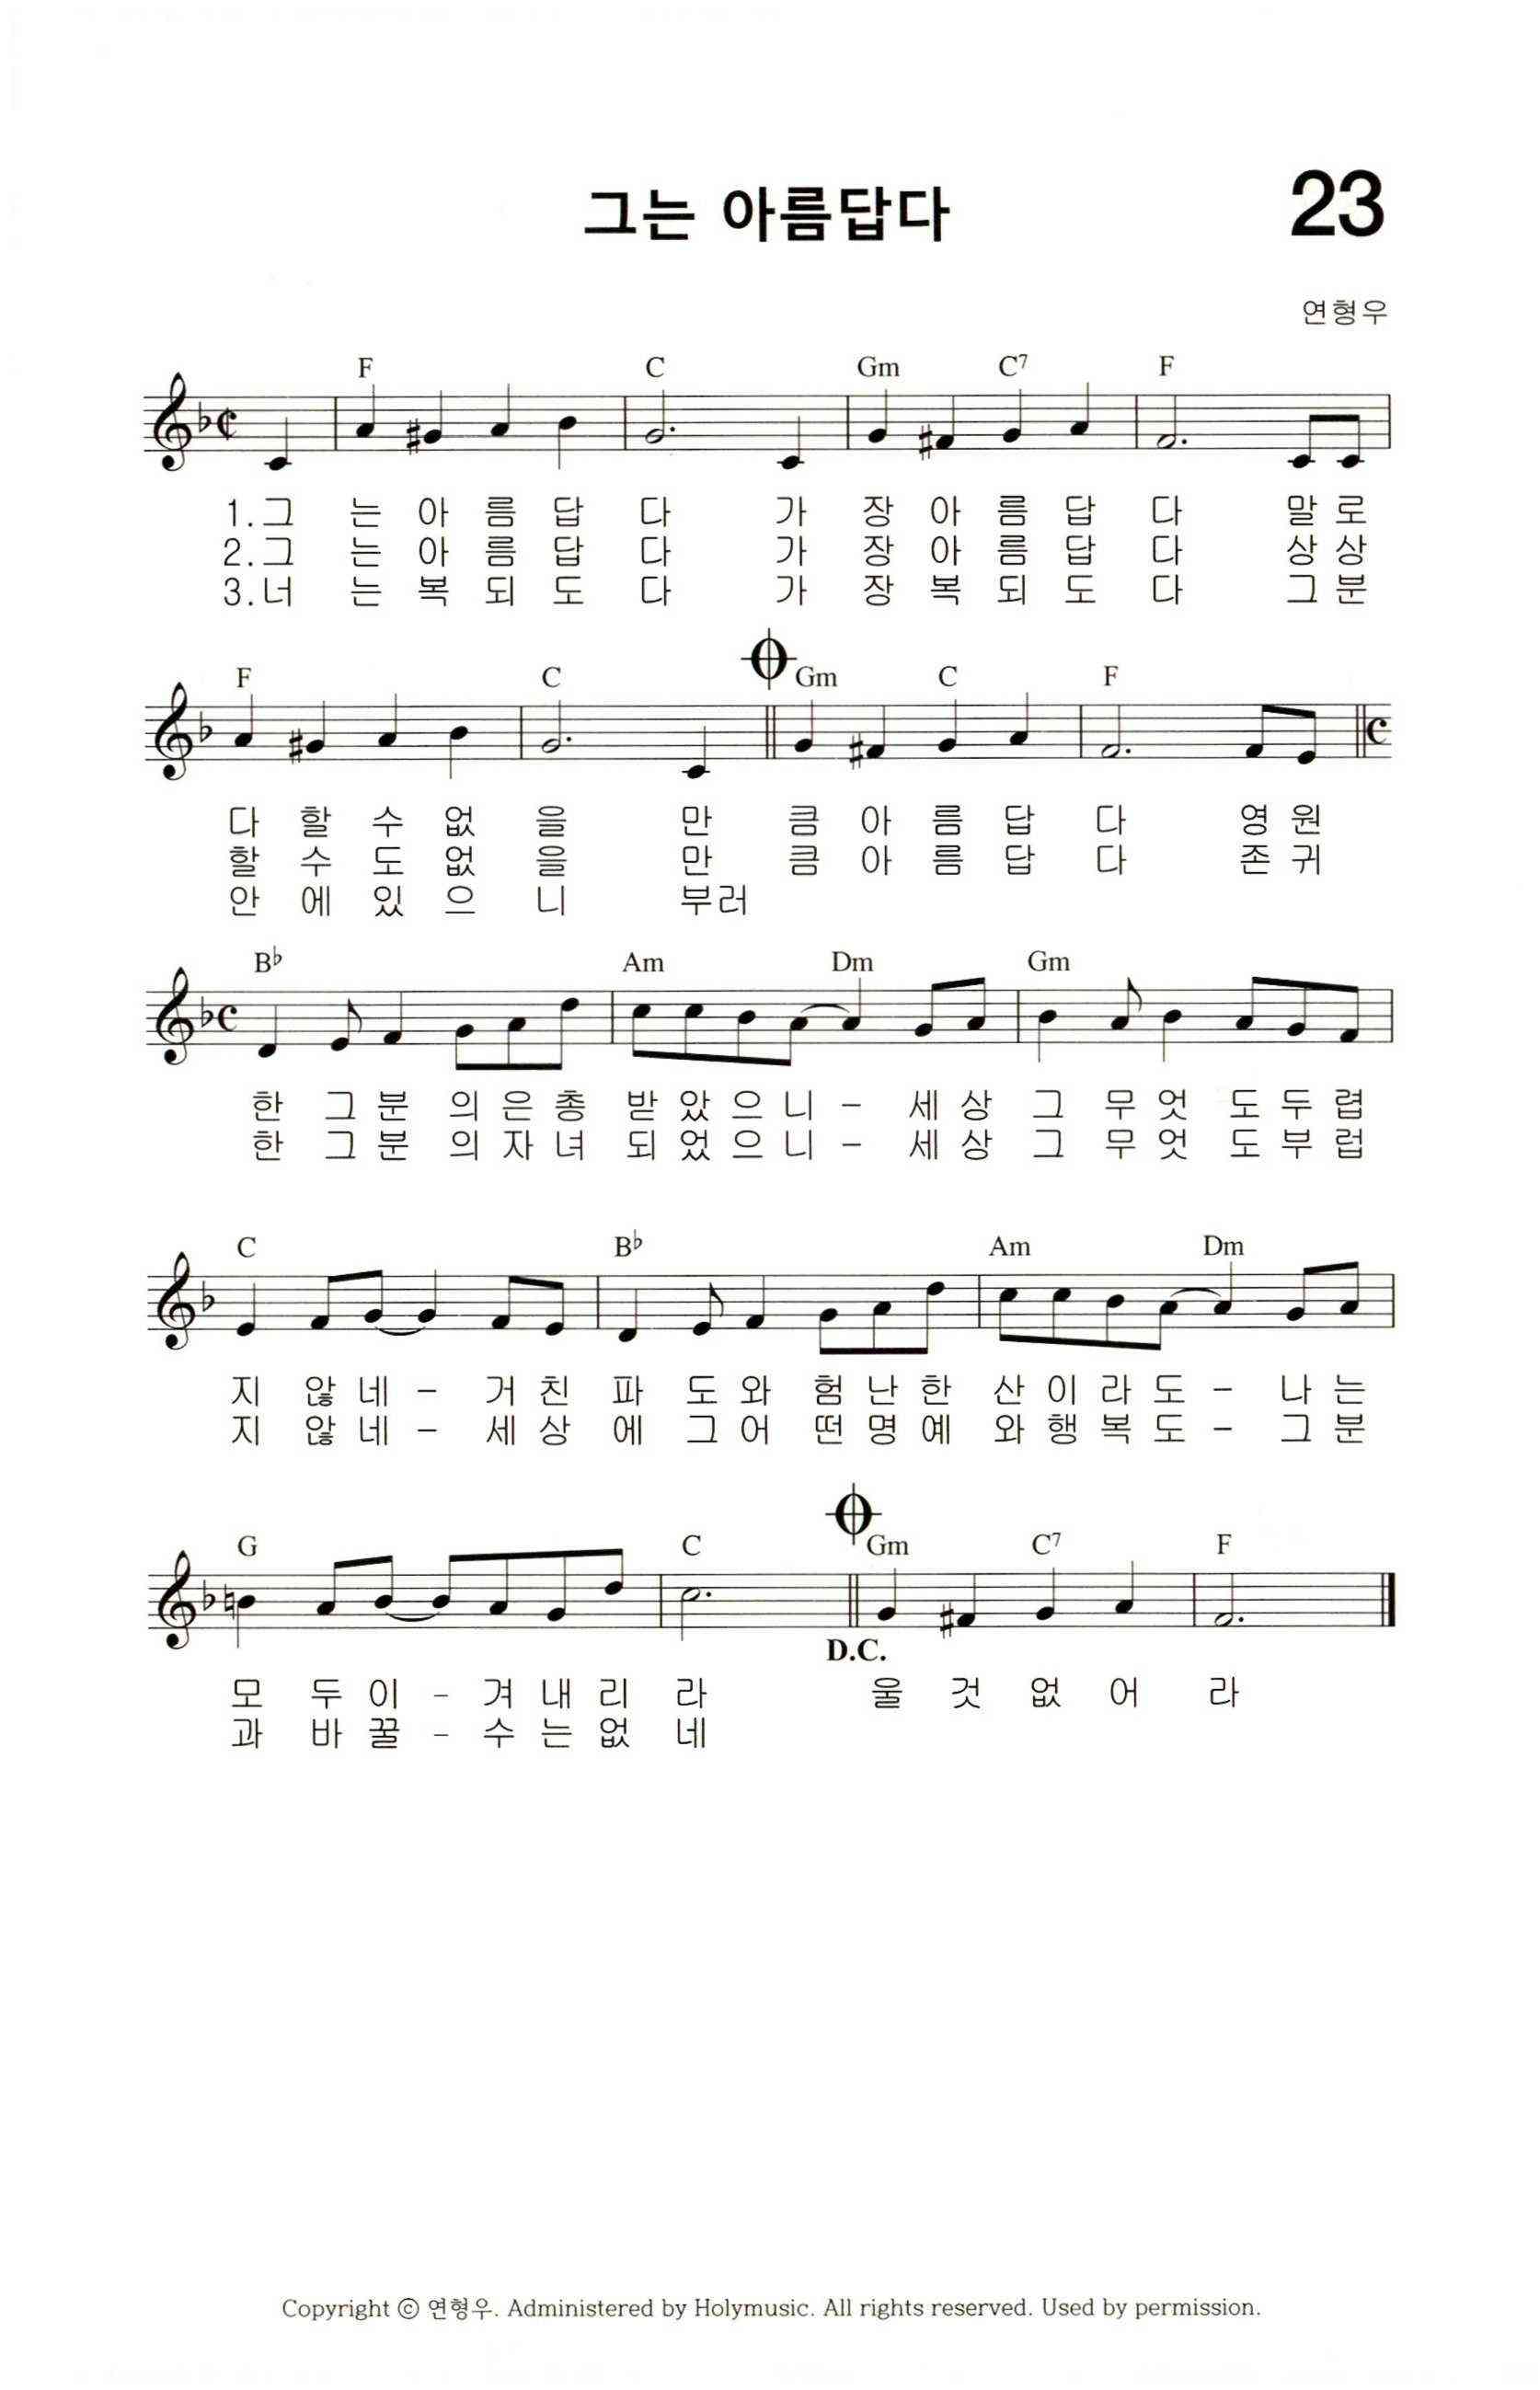 그는 아름답다
23
연형우
F C Gm C7 F
1.그 는 아 름 답 다 가 장 아 름 답 다 말 로
2.그 는 아 름 답 다 가 장 아 름 답 다 상 상
3.너 는 복 되 도 다 가 장 복 되 도 다 그 분
F C Gm C F
다 할 수 없 을 만 큼 아 름 답 다 영 원
할 수 도 없 을 만 큼 아 름 답 다 존 귀
안 에 있 으 니 부러
B♭ Am Dm Gm
한 그 분 의 은 총 받 았 으 니 - 세 상 그 무 엇 도 두 렵
한 그 분 의 자 녀 되 었 으 니 - 세 상 그 무 엇 도 부 럽
C B♭ Am Dm
지 않 네 - 거 친 파 도 와 험 난 한 산 이 라 도 - 나 는
지 않 네 - 세 상 에 그 어 떤 명 예 와 행 복 도 - 그 분
G C Gm C7 F
D.C.
모 두 이 - 겨 내 리 라 울 것 없 어 라
과 바 꿀 - 수 는 없 네
Copyright ⓒ 연형우. Administered by Holymusic. All rights reserved. Used by permission.